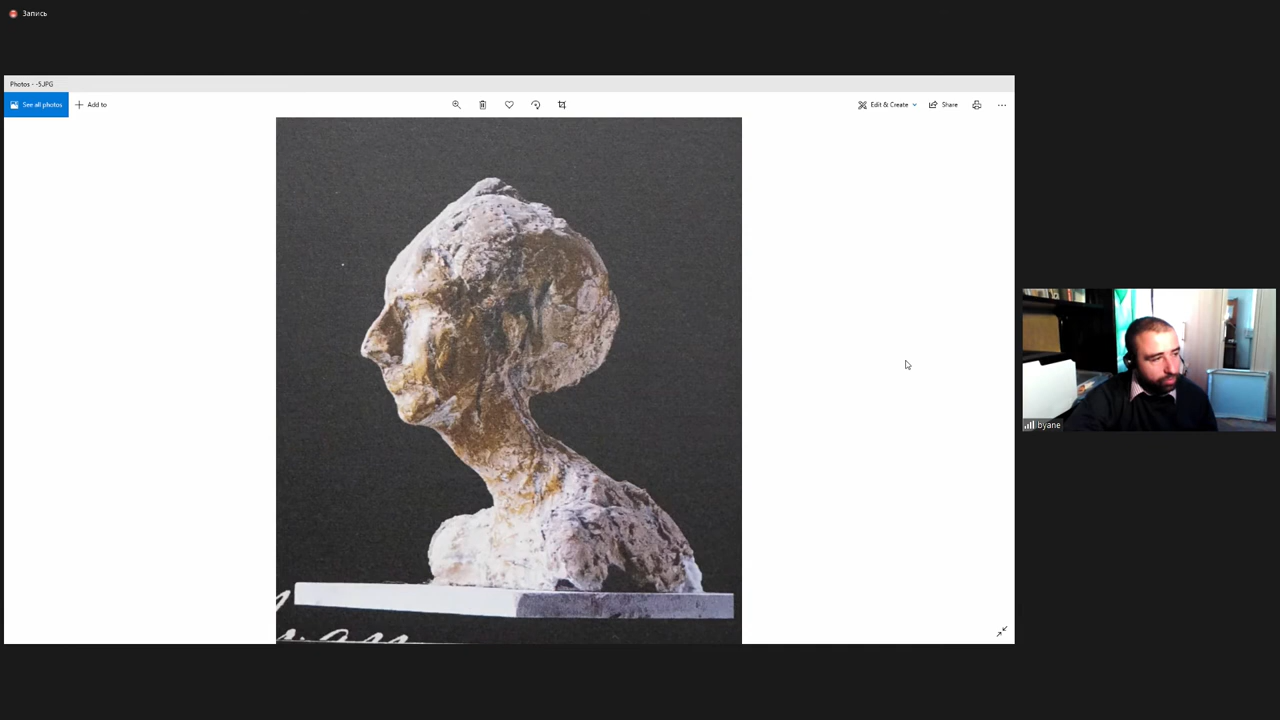 Запись
Photos - -5.JPG
See all photos
Add to
Edit & Create
Share
byane